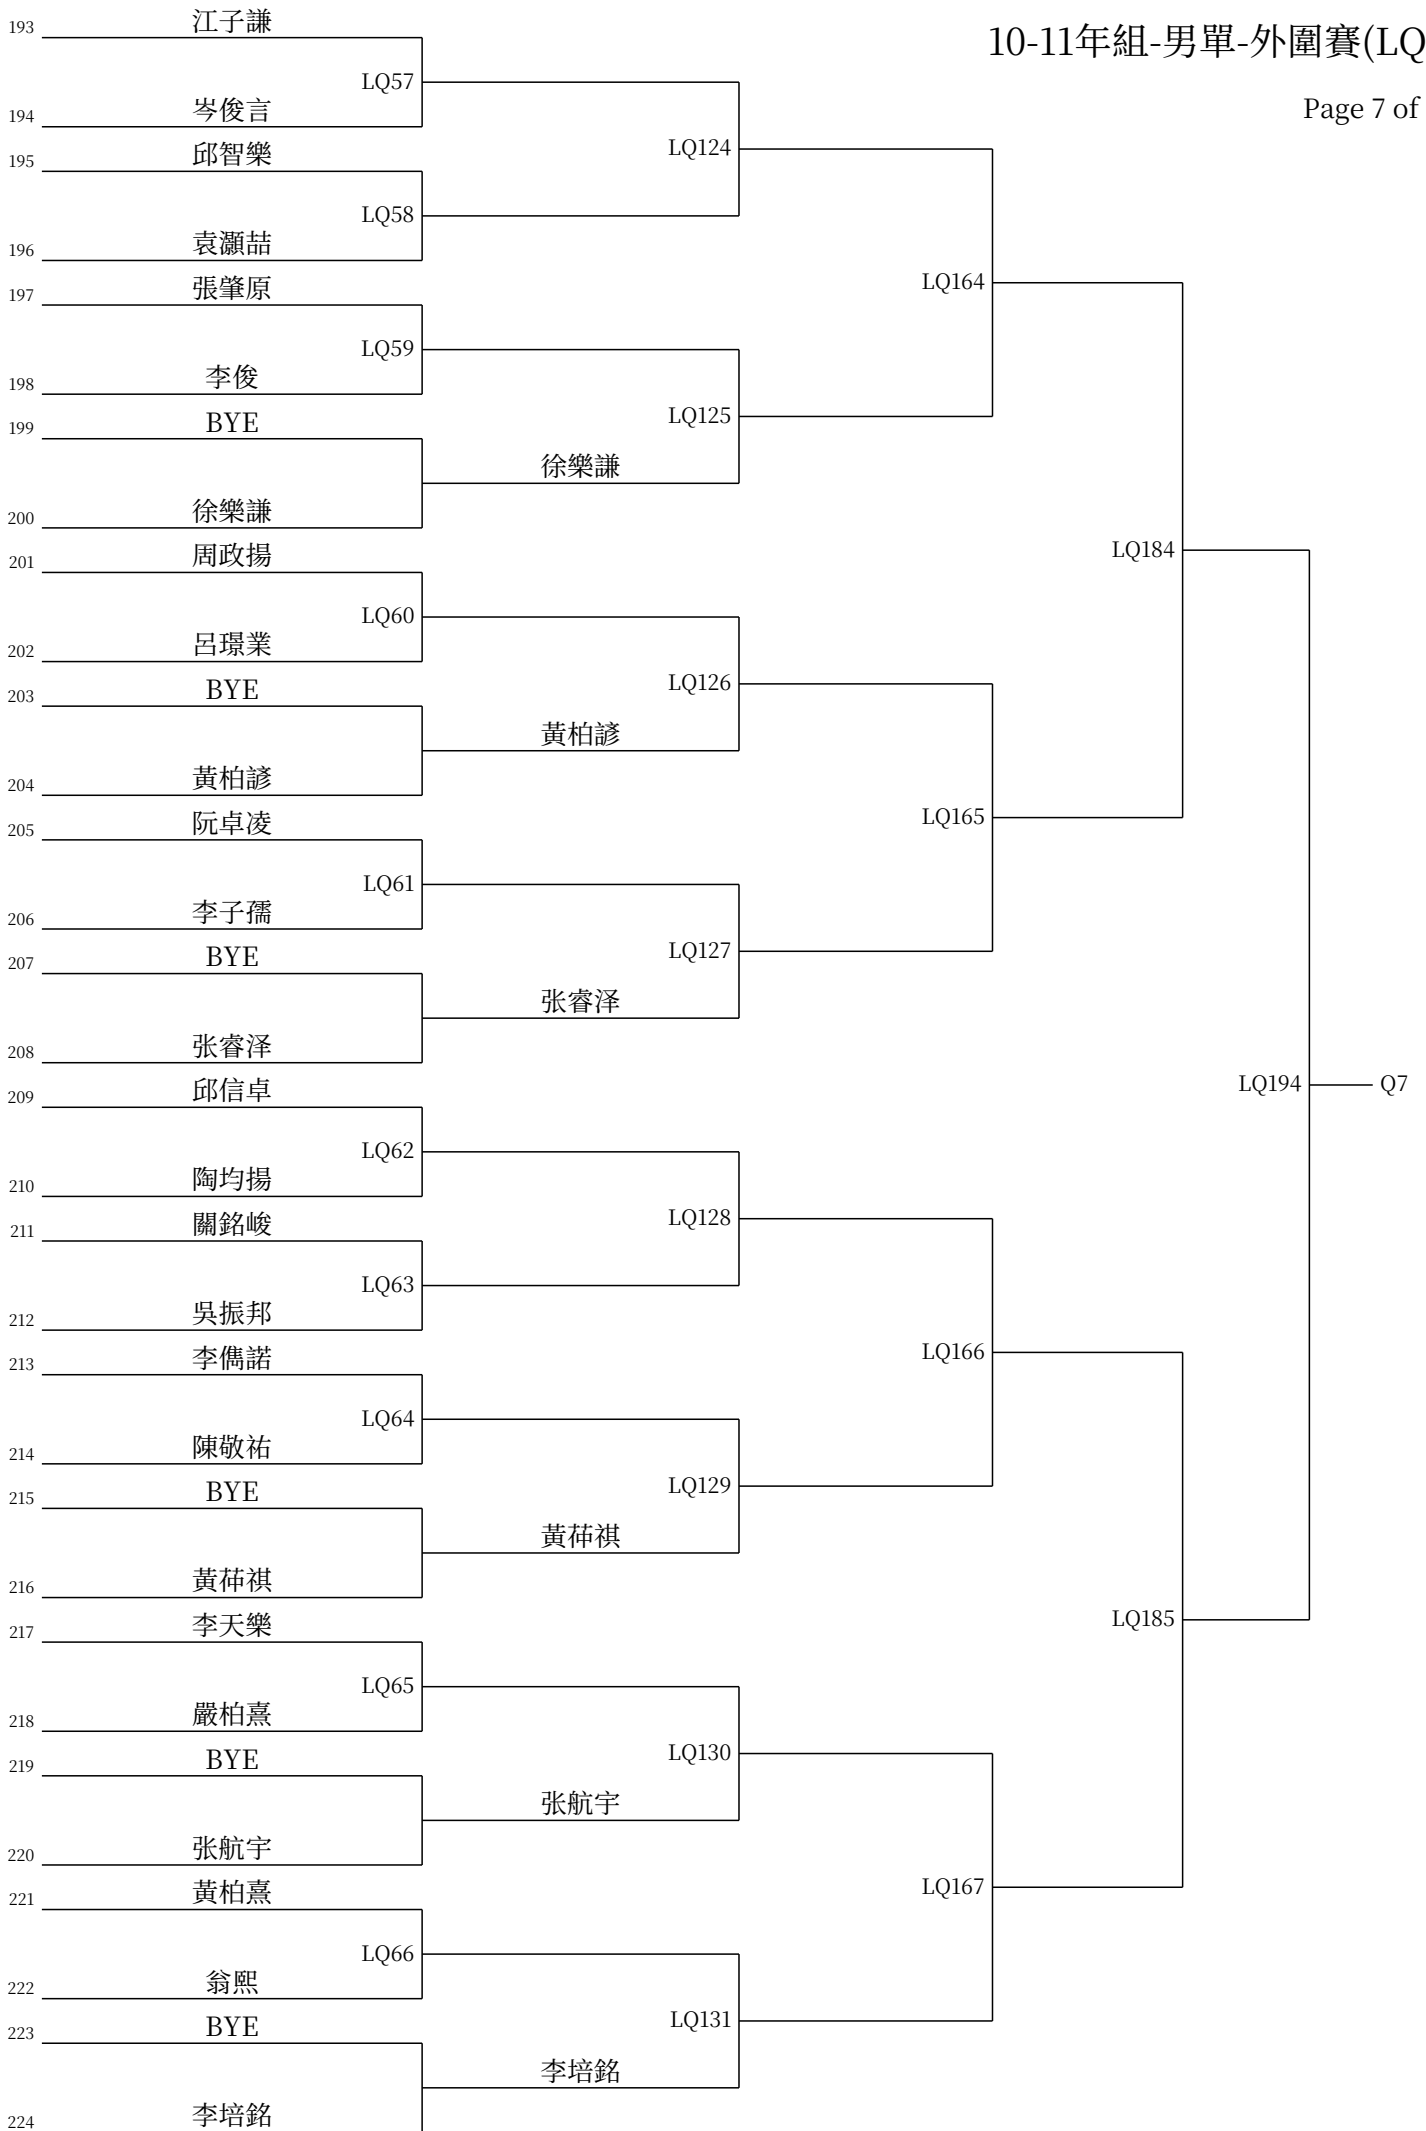 10-11年組-男單-外圍賽(LQ
Page 7 of
193 江子謙
LQ57
194 岑俊言
LQ124
195 邱智樂
LQ58
196 袁灝喆
LQ164
197 張肇原
LQ59
198 李俊
LQ125
199 BYE
徐樂謙
200 徐樂謙
LQ184
201 周政揚
LQ60
202 呂璟業
LQ126
203 BYE
黃柏諺
204 黃柏諺
LQ165
205 阮卓凌
LQ61
206 李子孺
LQ127
207 BYE
张睿泽
208 张睿泽
LQ194 Q7
209 邱信卓
LQ62
210 陶均揚
LQ128
211 關銘峻
LQ63
212 吳振邦
LQ166
213 李儁諾
LQ64
214 陳敬祐
LQ129
215 BYE
黃芢祺
216 黃芢祺
LQ185
217 李天樂
LQ65
218 嚴柏熹
LQ130
219 BYE
张航宇
220 张航宇
LQ167
221 黃柏熹
LQ66
222 翁熙
LQ131
223 BYE
李培銘
224 李培銘